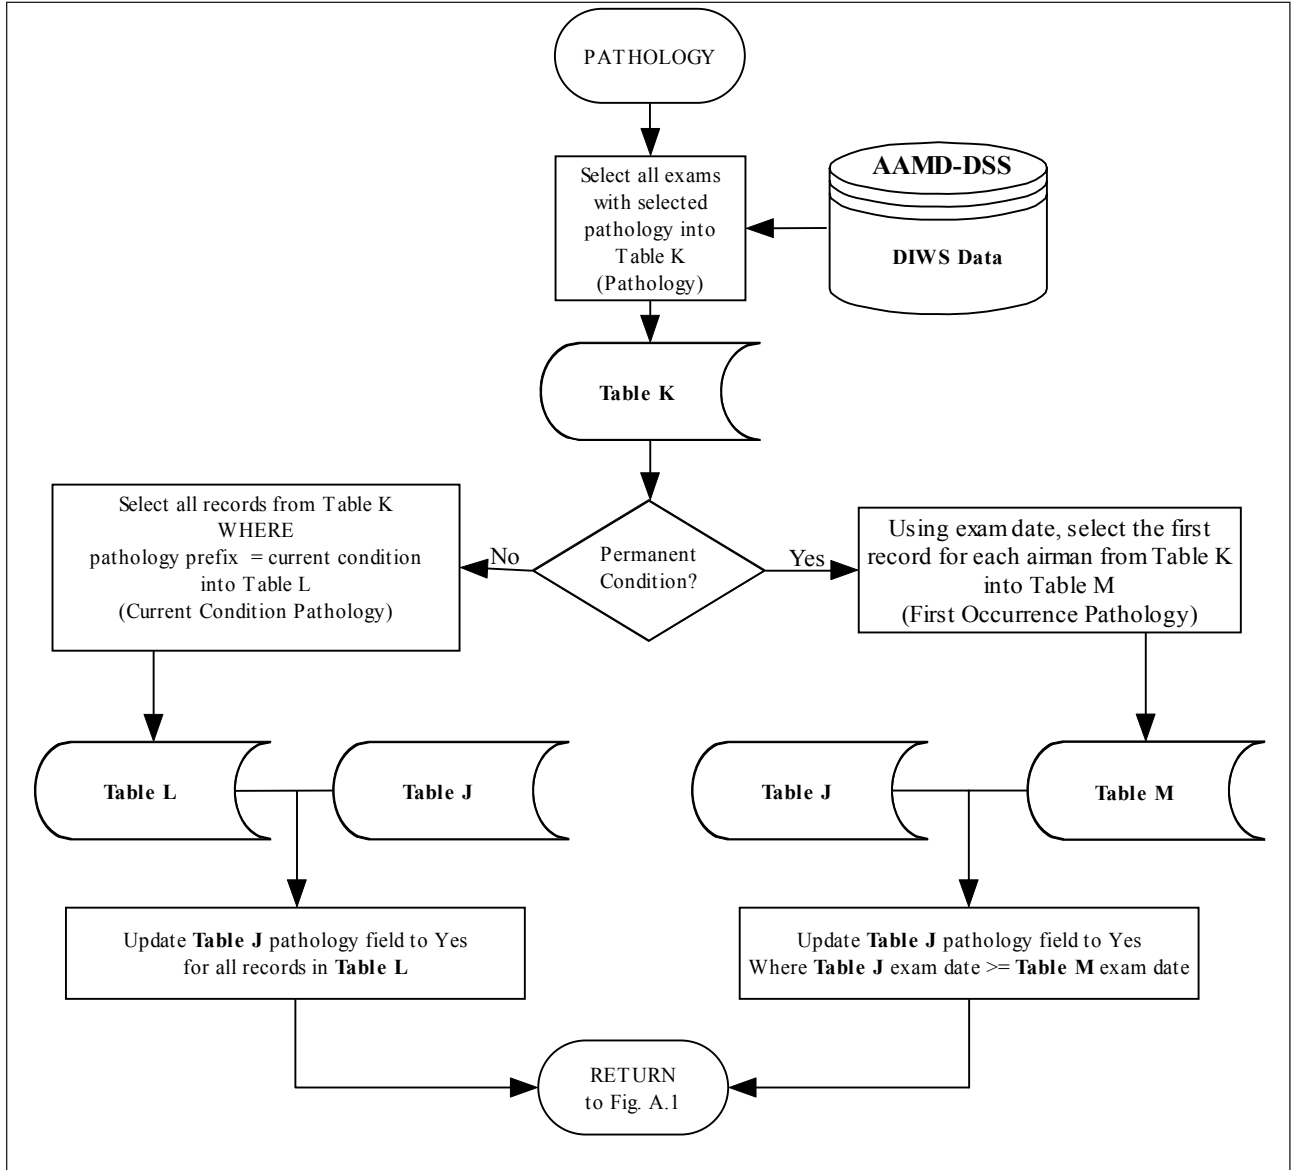 PATHOLOGY
Select all exams
with selected
pathology into
Table K
(Pathology)
AAMD-DSS
DIWS Data
Table K
Select all records from Table K
WHERE
pathology prefix = current condition
into Table L
(Current Condition Pathology)
No
Permanent
Condition?
Yes
Using exam date, select the first
record for each airman from Table K
into Table M
(First Occurrence Pathology)
Table L
Table J
Table J
Table M
Update Table J pathology field to Yes
for all records in Table L
Update Table J pathology field to Yes
Where Table J exam date >= Table M exam date
RETURN
to Fig. A.1